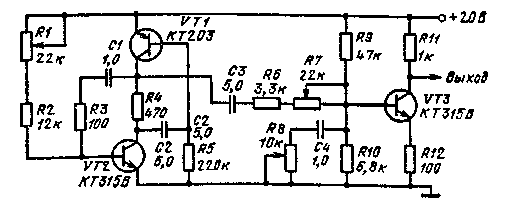 VT1
КТ203
+20В
R1
22к
C1
1,0
R9
47к
R11
1к
R7
22к
Выход
C3
5,0
R6
3,3к
R2
12к
R3
100
R4
470
C2
5,0
VT3
КТ315В
R8
10к
VT2
КТ315В
C2
5,0
R5
220к
C4
1,0
R10
6,8к
R12
100